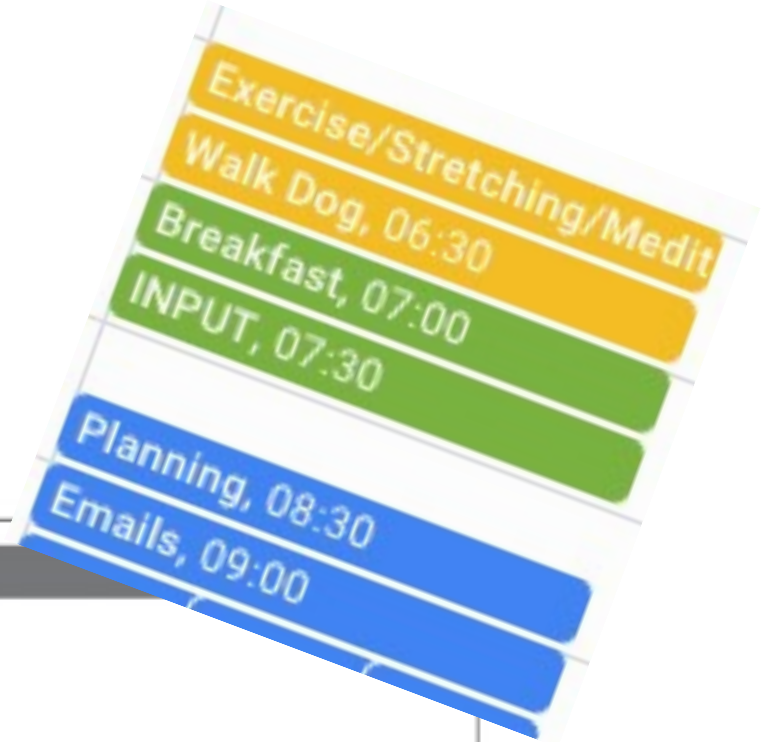 Exercise/Stretching/Medit
Walk Dog, 06:30
Breakfast, 07:00
INPUT, 07:30
Planning, 08:30
Emails, 09:00